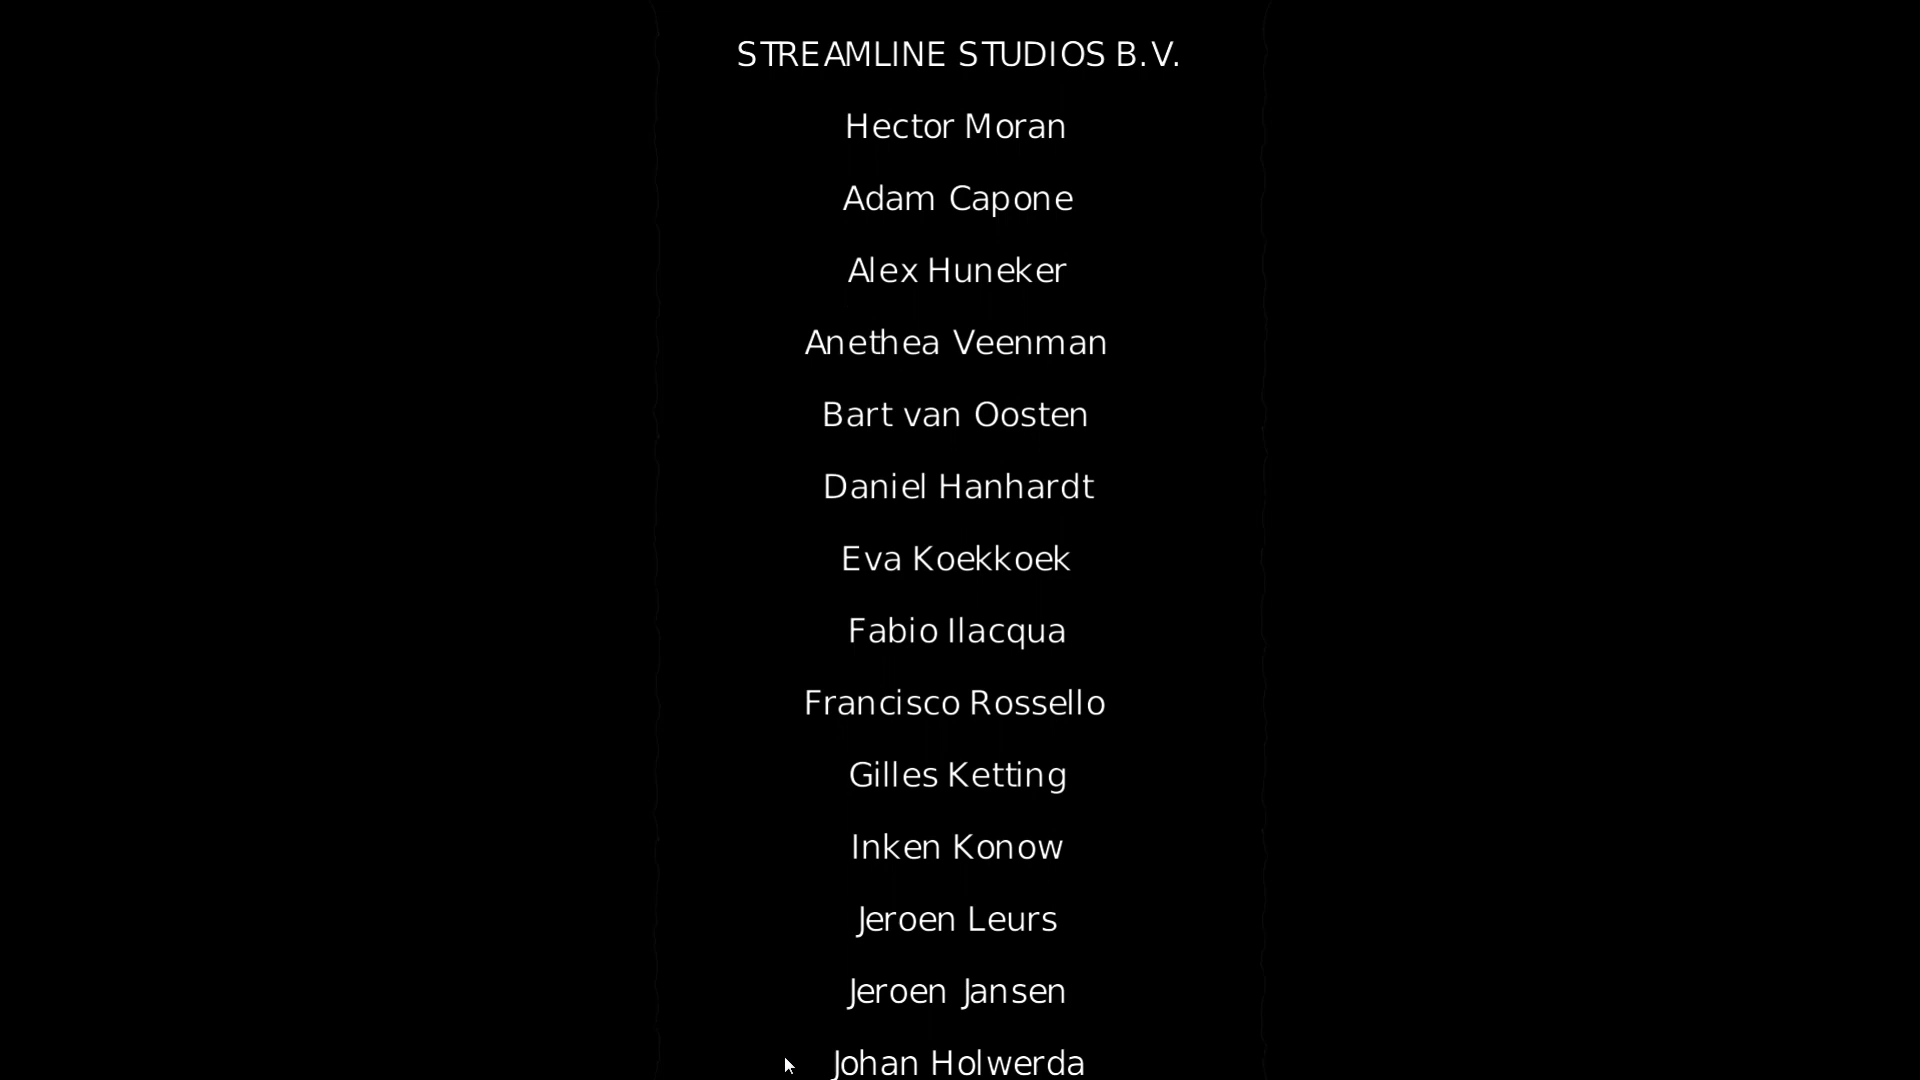 STREAMLINE STUDIOS B.V.
Hector Moran
Adam Capone
Alex Huneker
Anethea Veenman
Bart van Oosten
Daniel Hanhardt
Eva Koekkoek
Fabio Ilacqua
Francisco Rossello
Gilles Ketting
Inken Konow
Jeroen Leurs
Jeroen Jansen
Johan Holwerda